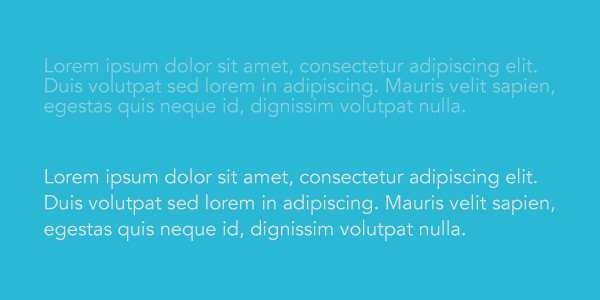 Lorem ipsum dolor sit amet, consectetur adipiscing elit.
Duis volutpat sed lorem in adipiscing. Mauris velit sapien,
egestas quis neque id, dignissim volutpat nulla.
Lorem ipsum dolor sit amet, consectetur adipiscing elit.
Duis volutpat sed lorem in adipiscing. Mauris velit sapien,
egestas quis neque id, dignissim volutpat nulla.